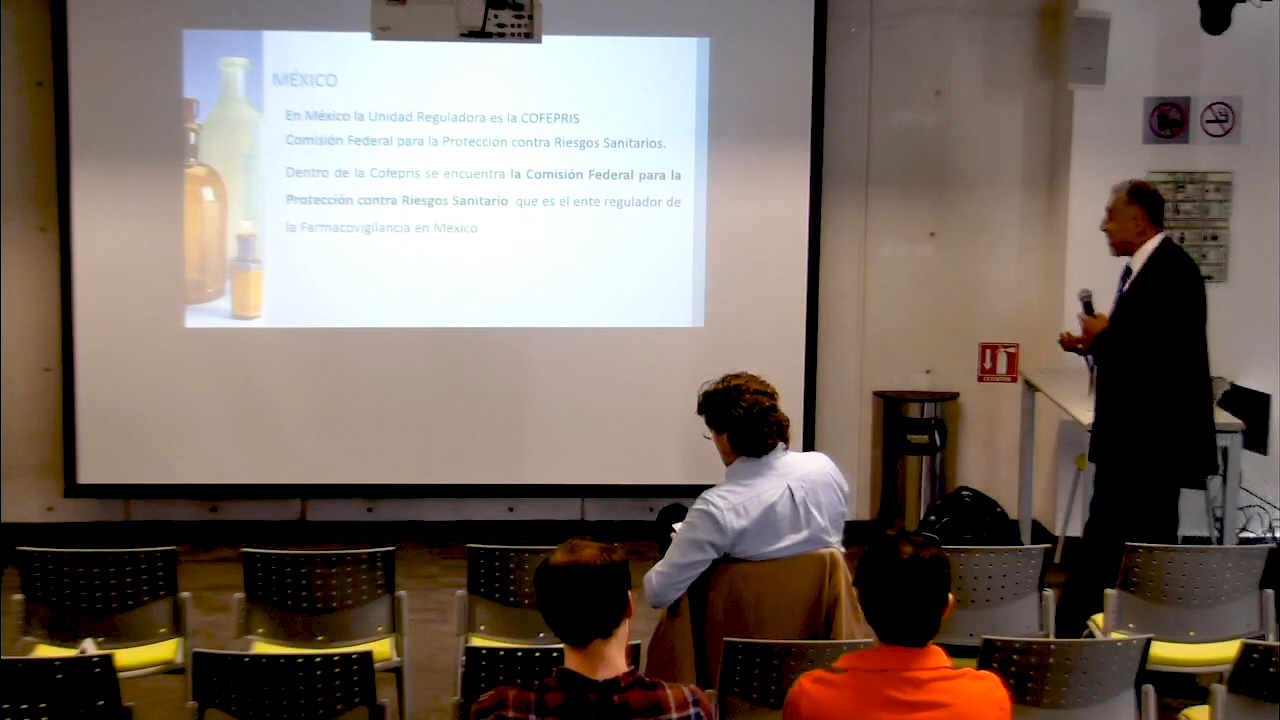 MÉXICO
En México la Unidad Reguladora es la COFEPRIS
Comisión Federal para la Protección contra Riesgos Sanitarios.
Dentro de la Cofepris se encuentra la Comisión Federal para la
Protección contra Riesgos Sanitario que es el ente regulador de
la Farmacovigilancia en Mexico
EXTINTOR